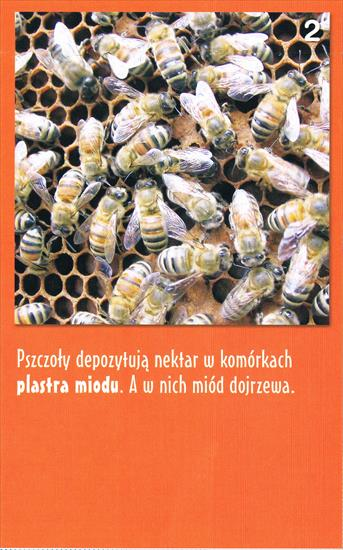 2
Pszczoły depozytują nektar w komórkach
plastra miodu. A w nich miód dojrzewa.